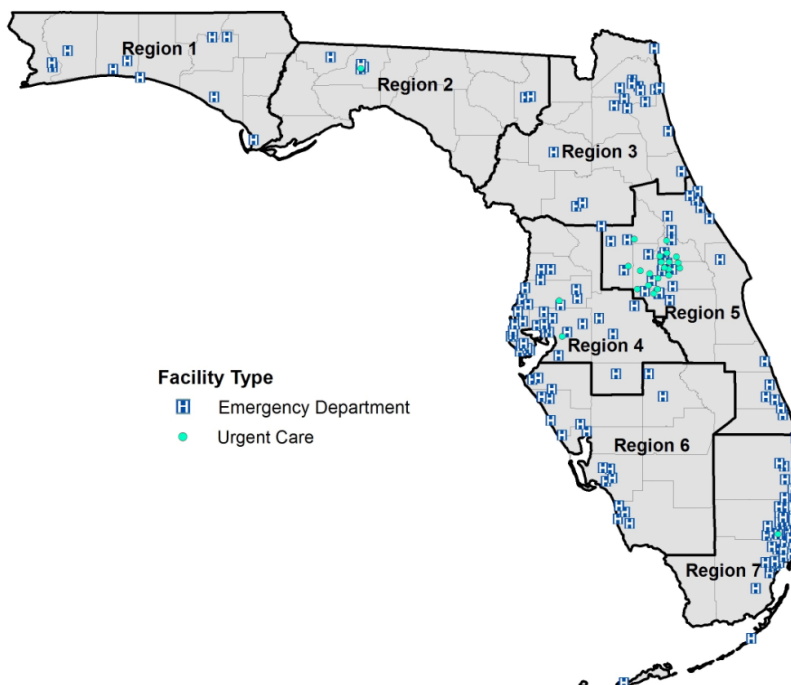 Region 1
Region 2
Region 3
Region 5
Region 4
Facility Type
H Emergency Department
Urgent Care
Region 6
Region 7